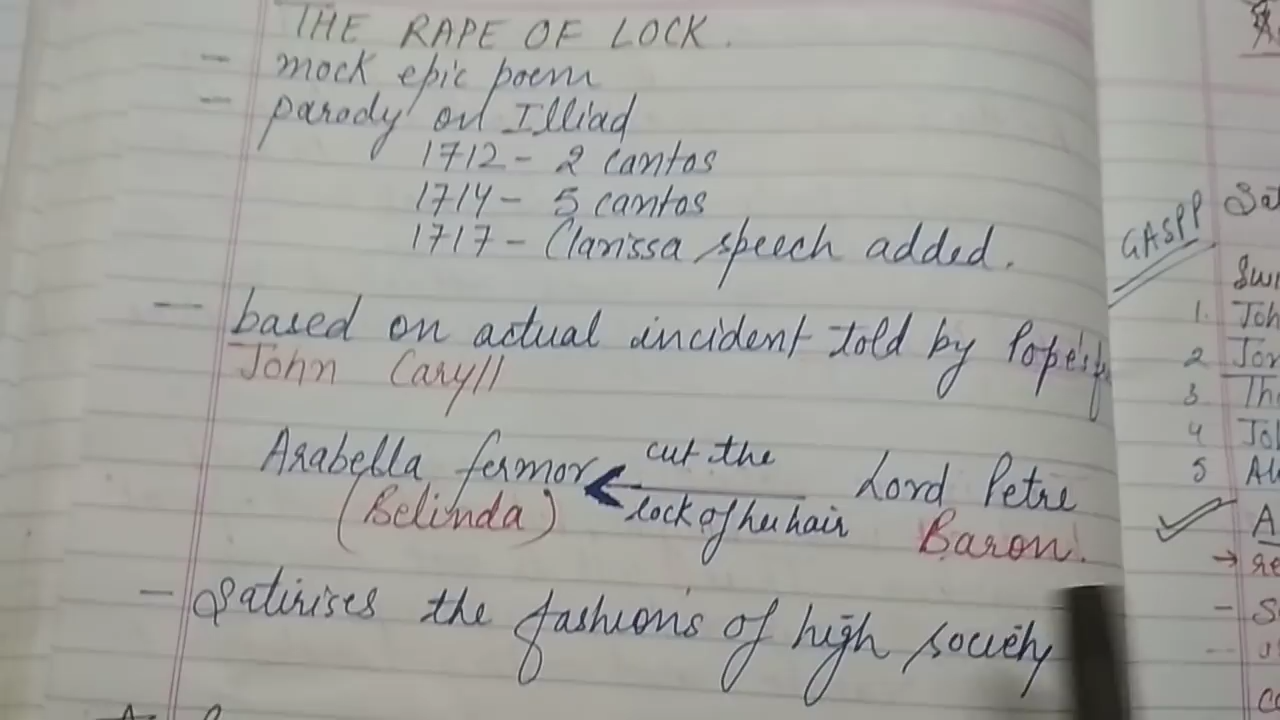 THE RAPE OF LOCK.
- mock epic poem
- parody on Illiad
1712 - 2 cantos
1714 - 5 cantos
1717 - Clarissa speech added.
- based on actual incident told by Pope's
John Caryll
Arabella fermor cut the Lord Petre
(Belinda) lock of her hair Baron.
- Satirises the fashions of high society
GASPP
1.
2
3
4
5